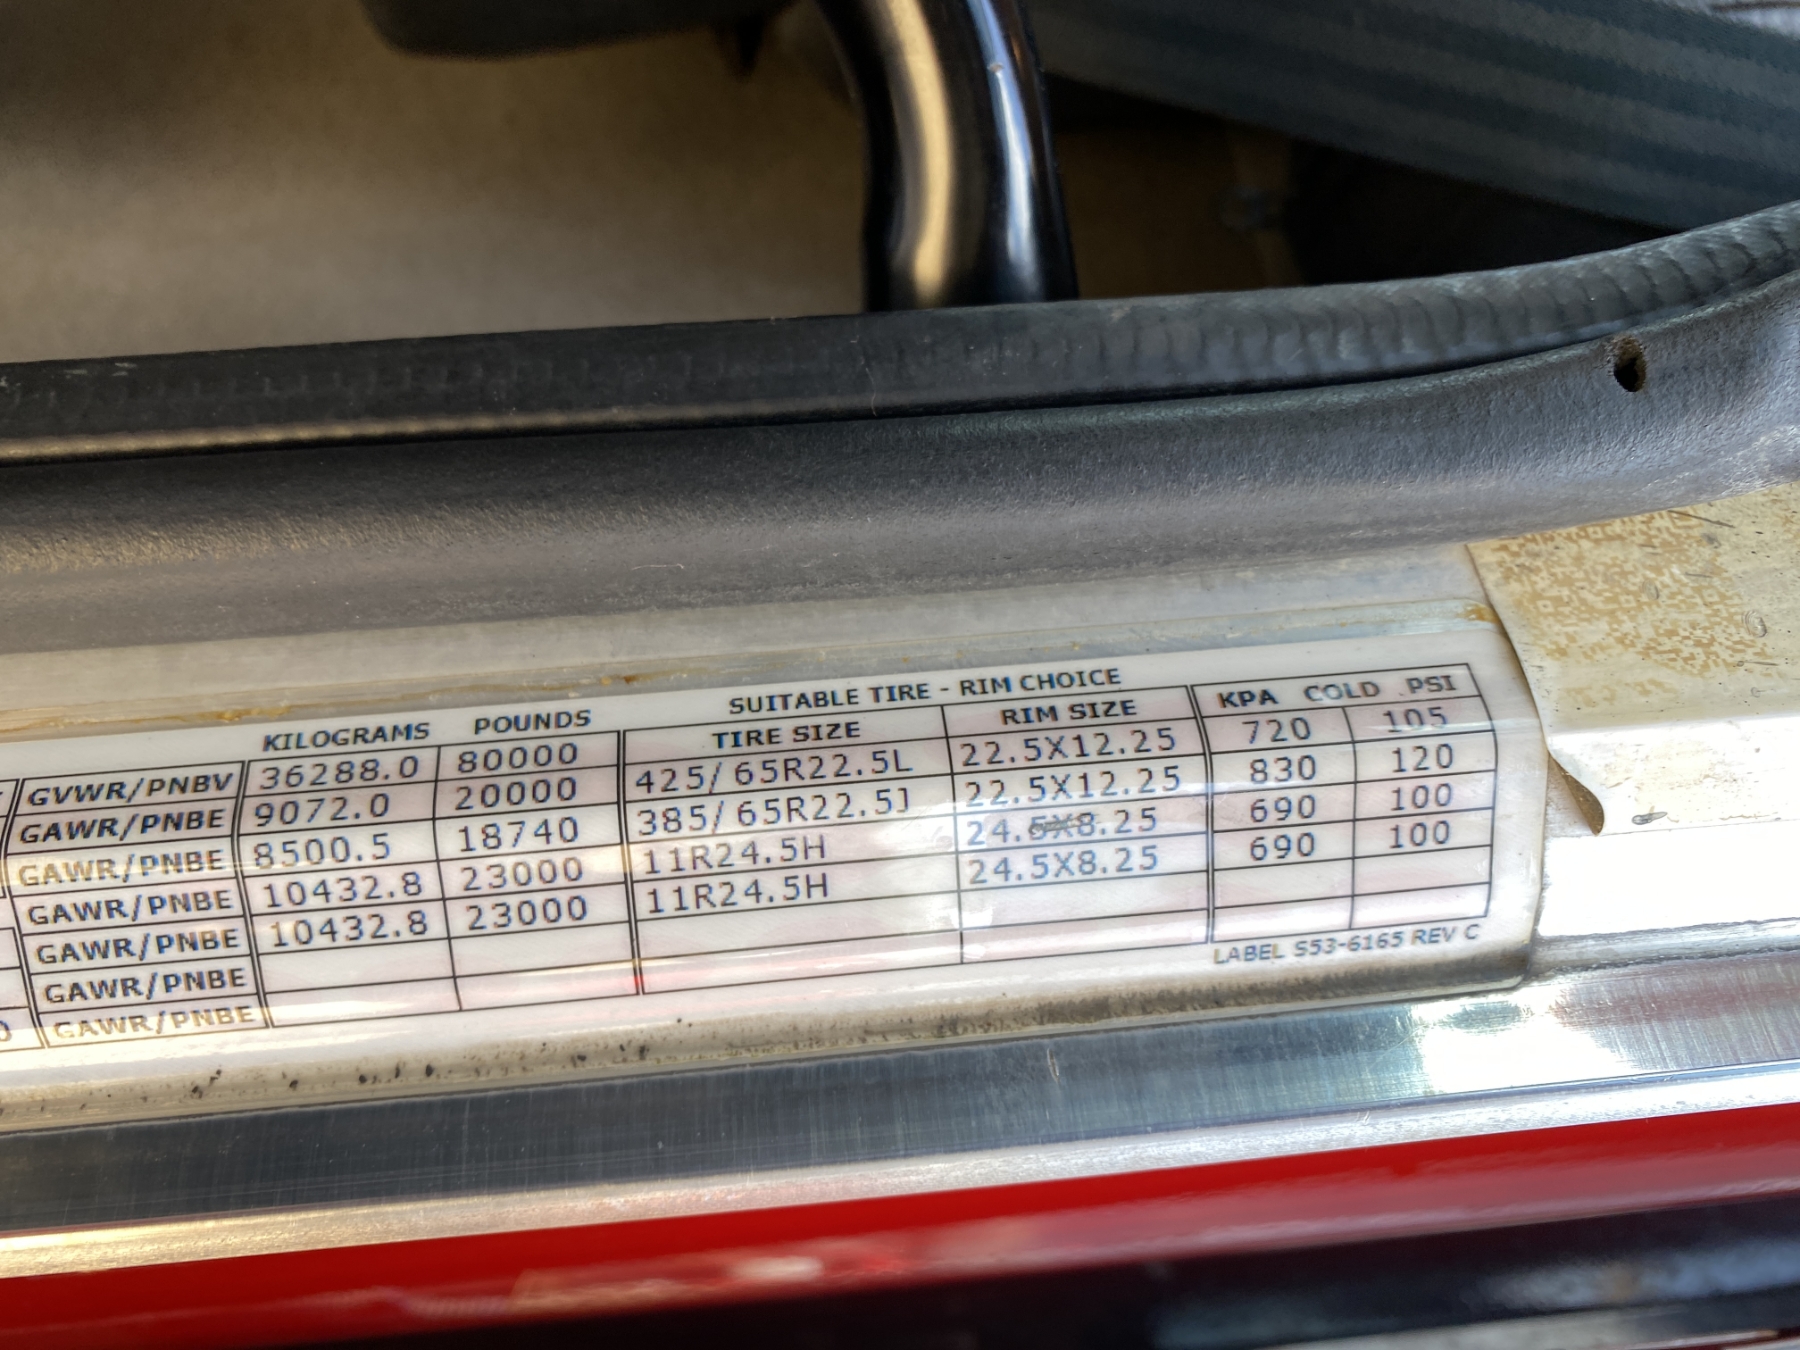 SUITABLE TIRE - RIM CHOICE
KILOGRAMS POUNDS TIRE SIZE RIM SIZE KPA COLD PSI
GVWR/PNBV 36288.0 80000
GAWR/PNBE 9072.0 20000 425/65R22.5L 22.5X12.25 720 105
GAWR/PNBE 8500.5 18740 385/65R22.5J 22.5X12.25 830 120
GAWR/PNBE 10432.8 23000 11R24.5H 24.5X8.25 690 100
GAWR/PNBE 10432.8 23000 11R24.5H 24.5X8.25 690 100
GAWR/PNBE
GAWR/PNBE
LABEL S53-6165 REV C